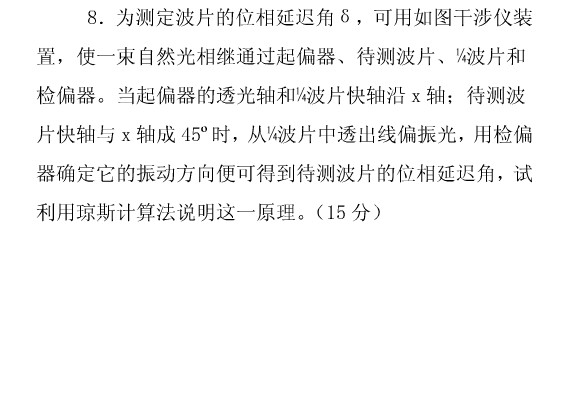 8．为测定波片的位相延迟角δ，可用如图干涉仪装
置，使一束自然光相继通过起偏器、待测波片、¼波片和
检偏器。当起偏器的透光轴和¼波片快轴沿 x 轴；待测波
片快轴与 x 轴成 45º时，从¼波片中透出线偏振光，用检偏
器确定它的振动方向便可得到待测波片的位相延迟角，试
利用琼斯计算法说明这一原理。（15 分）